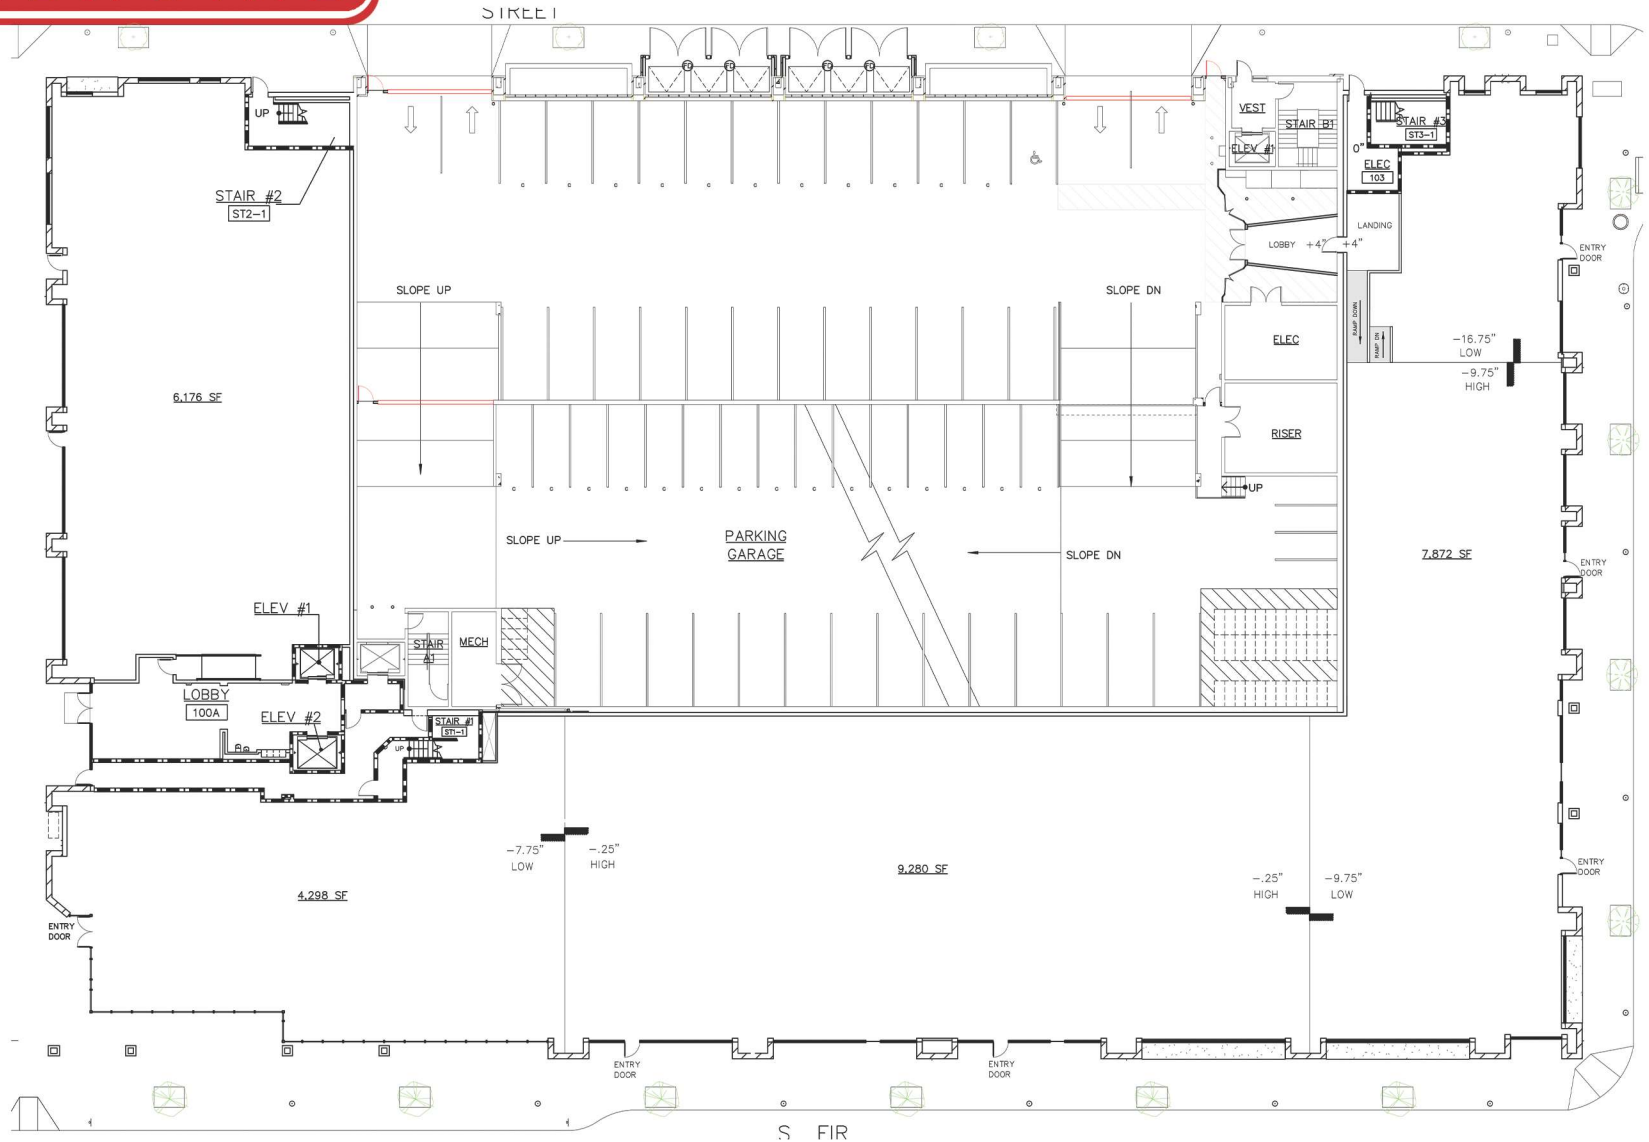 STREET
UP
VEST
STAIR B1
STAIR #3
ST3-1
ELEV #1
0"
ELEC
103
STAIR #2
ST2-1
LANDING
LOBBY +4" +4"
ENTRY
DOOR
SLOPE UP
SLOPE DN
RAMP DOWN
RAMP DN
ELEC
-16.75"
LOW
-9.75"
HIGH
6,176 SF
RISER
UP
PARKING
GARAGE
SLOPE UP
SLOPE DN
7,872 SF
ENTRY
DOOR
ELEV #1
STAIR
A1
MECH
LOBBY
100A
ELEV #2
STAIR #1
ST1-1
UP
-7.75"
LOW
-.25"
HIGH
9,280 SF
-.25"
HIGH
-9.75"
LOW
ENTRY
DOOR
4,298 SF
ENTRY
DOOR
ENTRY
DOOR
ENTRY
DOOR
S FIR